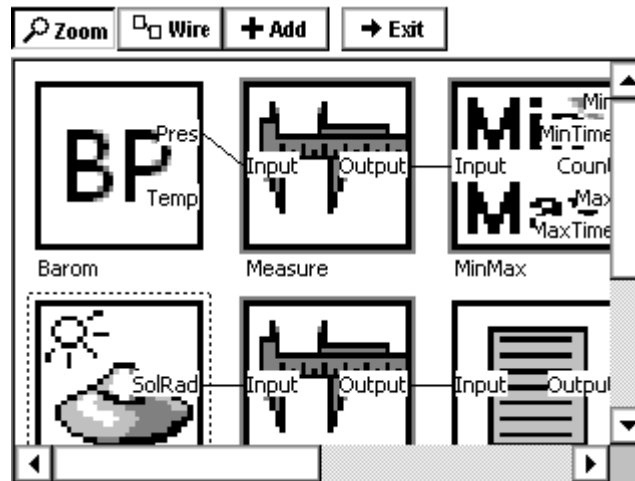 Zoom Wire Add Exit
BP
Pres
Temp
Barom
Input Output
Measure
Min
Min
MinTime
Input Count
Max
MaxTime
MinMax
SolRad
Input Output
Input Output